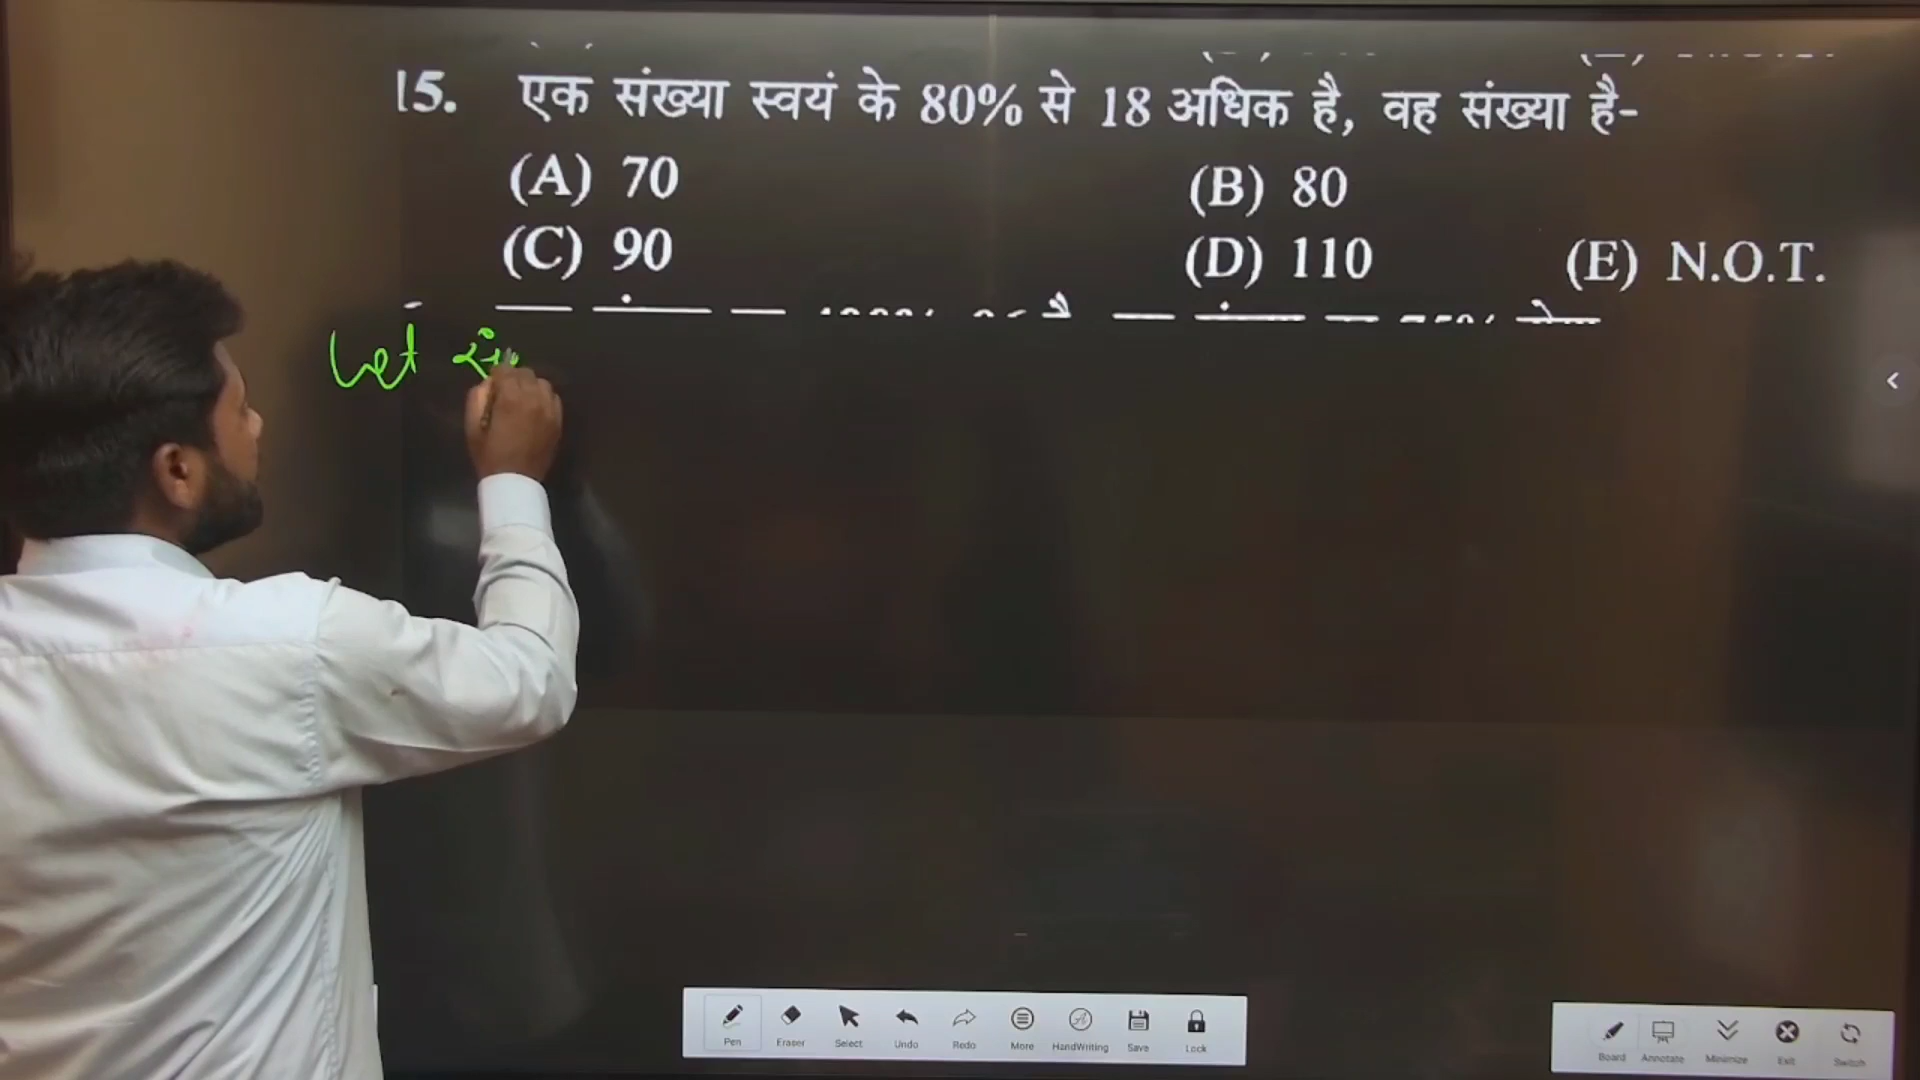 15. एक संख्या स्वयं के 80% से 18 अधिक है, वह संख्या है-
(A) 70 (B) 80
(C) 90 (D) 110 (E) N.O.T.
Let
Pen Eraser Select Undo Redo More HandWriting Save Lock
Board Annotate Minimize Exit Switch